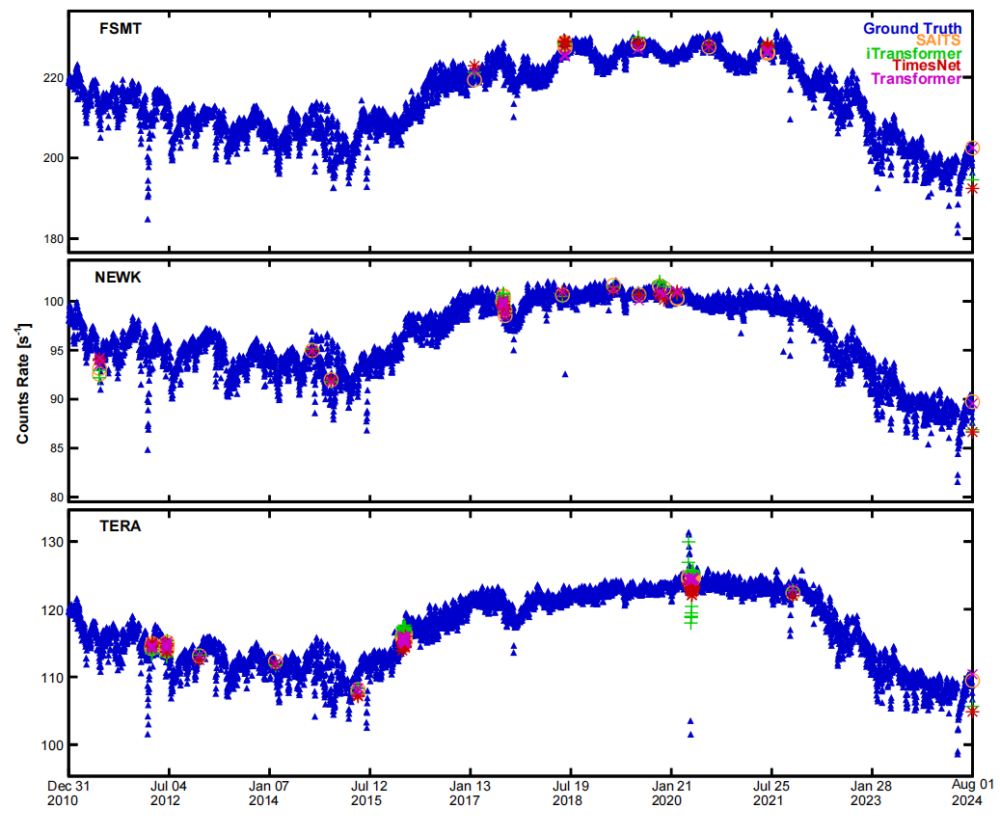 FSMT
Ground Truth
SAITS
iTransformer
TimesNet
Transformer
220
200
180
NEWK
100
95
90
85
80
Counts Rate [s⁻¹]
TERA
130
120
110
100
Dec 31 2010
Jul 04 2012
Jan 07 2014
Jul 12 2015
Jan 13 2017
Jul 19 2018
Jan 21 2020
Jul 25 2021
Jan 28 2023
Aug 01 2024